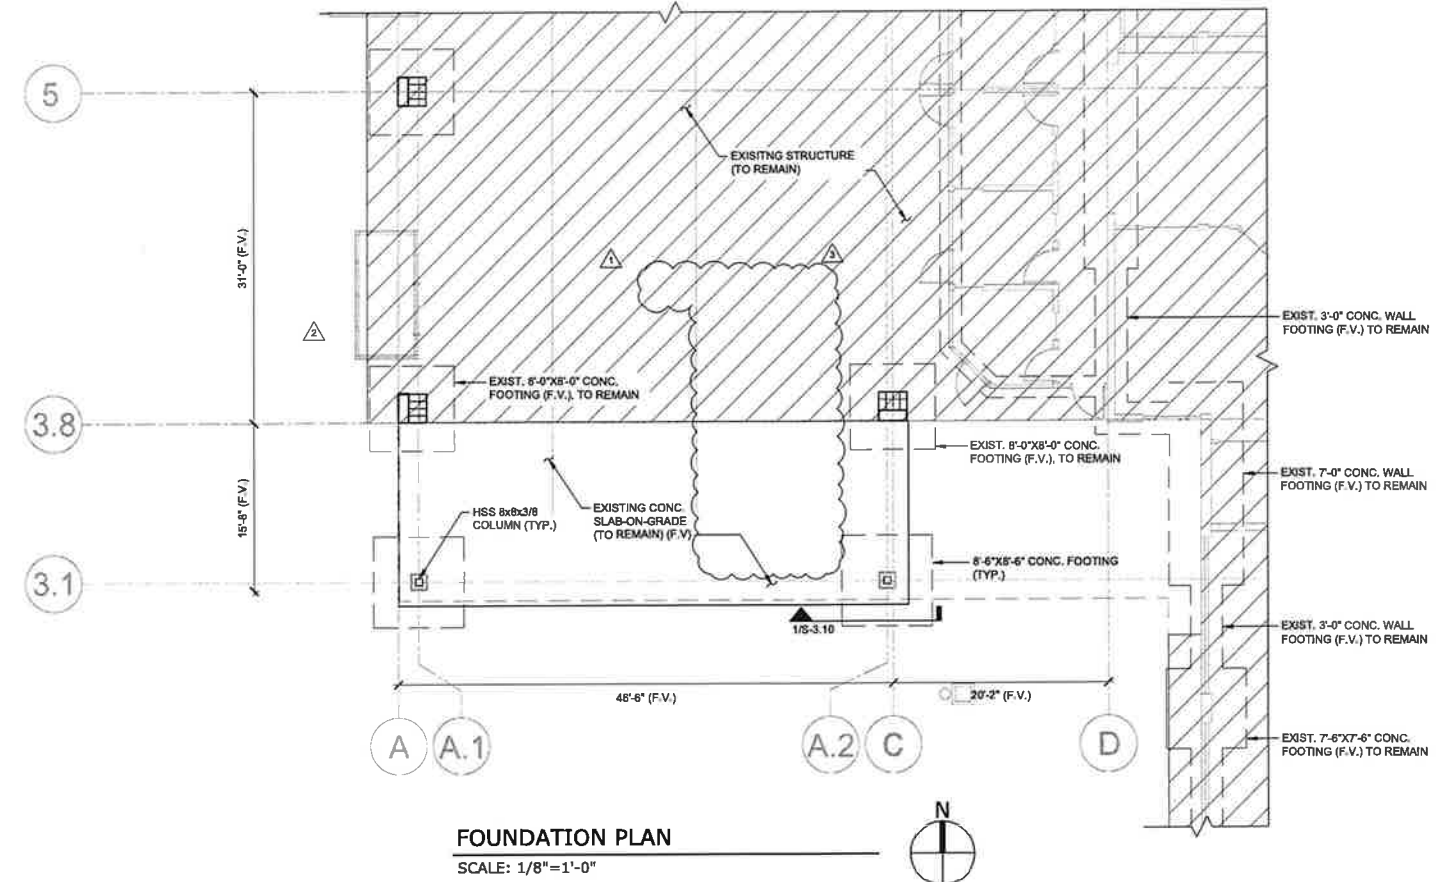 5
EXISITNG STRUCTURE
(TO REMAIN)
31'-0" (F.V.)
1
3
2
EXIST. 3'-0" CONC. WALL
FOOTING (F.V.) TO REMAIN
EXIST. 8'-0"X8'-0" CONC.
FOOTING (F.V.), TO REMAIN
3.8
EXIST. 8'-0"X8'-0" CONC.
FOOTING (F.V.), TO REMAIN
EXIST. 7'-0" CONC. WALL
FOOTING (F.V.) TO REMAIN
15'-8" (F.V.)
HSS 8x8x3/8
COLUMN (TYP.)
EXISTING CONC.
SLAB-ON-GRADE
(TO REMAIN) (F.V)
8'-6"X8'-6" CONC. FOOTING
(TYP.)
3.1
1/S-3.10
EXIST. 3'-0" CONC. WALL
FOOTING (F.V.) TO REMAIN
46'-6" (F.V.)
20'-2" (F.V.)
A
A.1
A.2
C
D
EXIST. 7'-6"X7'-6" CONC.
FOOTING (F.V.) TO REMAIN
N
FOUNDATION PLAN
SCALE: 1/8"=1'-0"